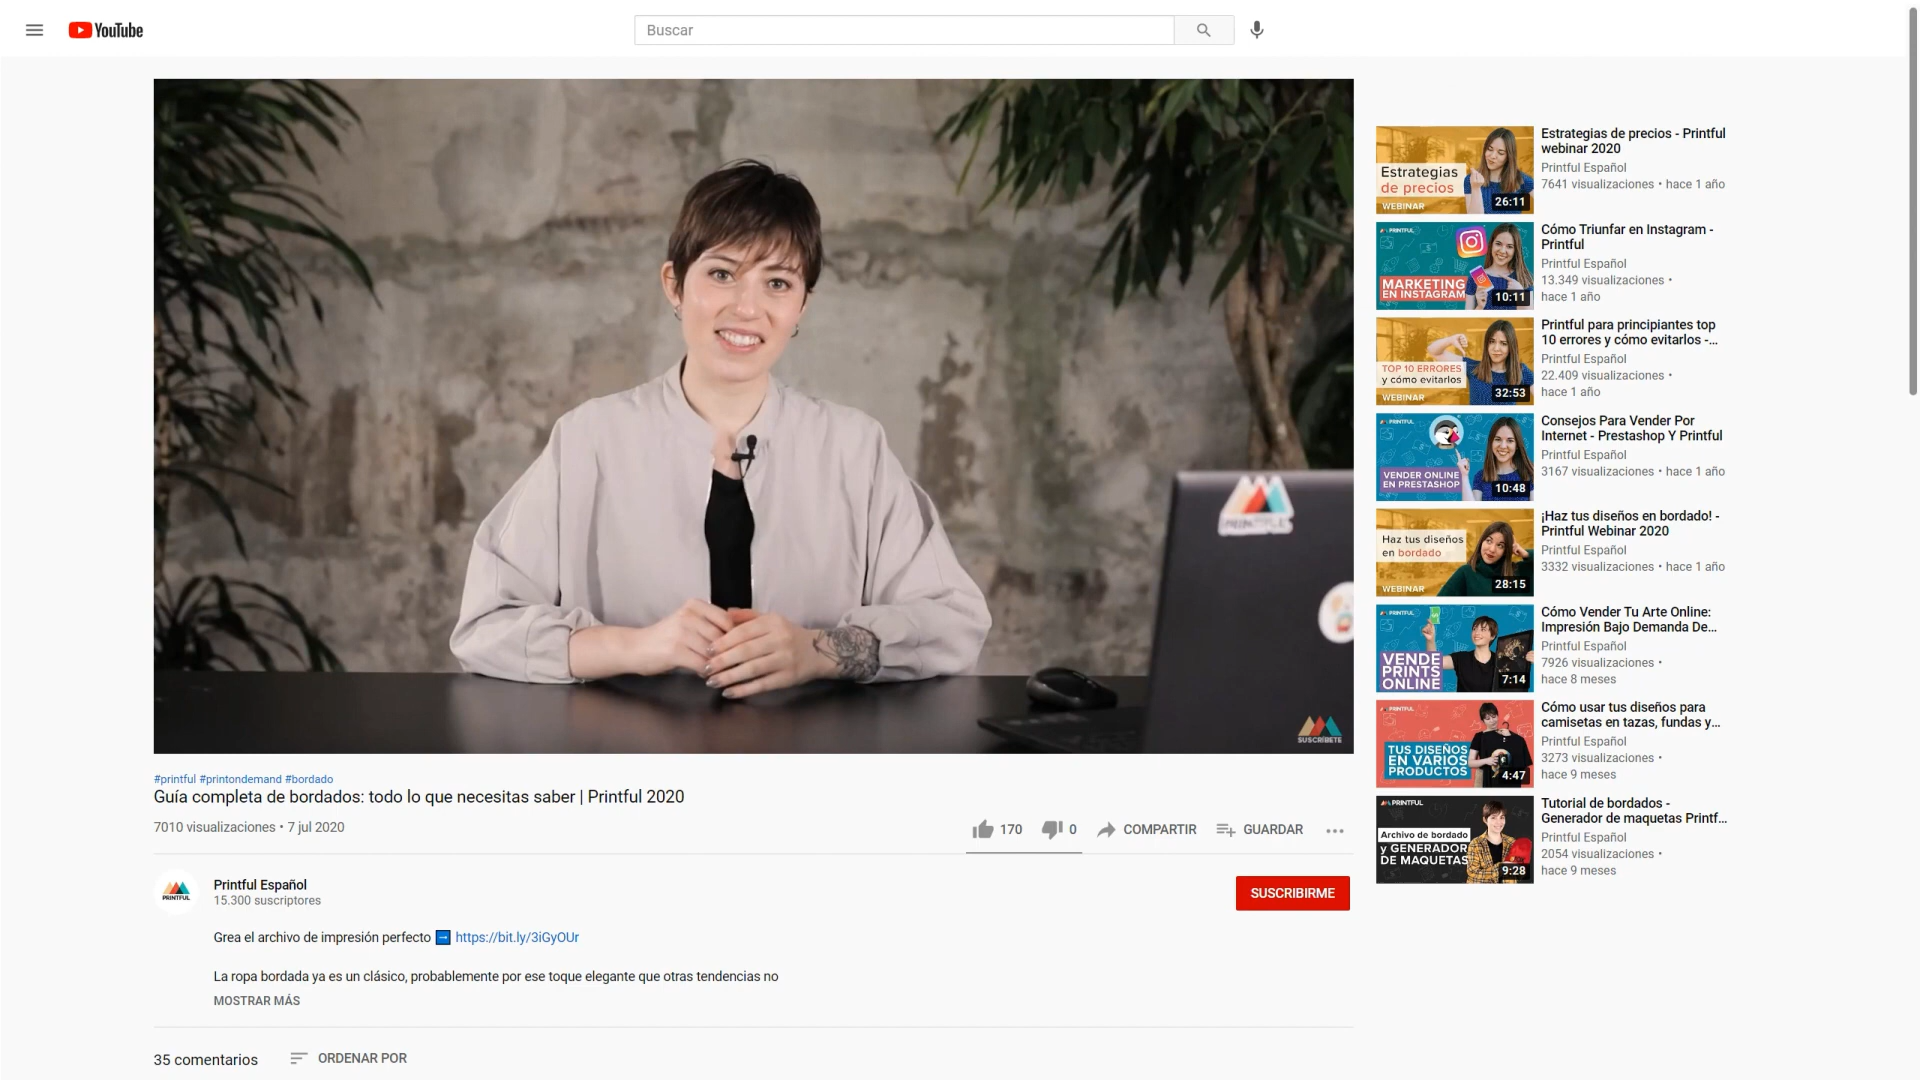 YouTube
Buscar
PRINTFUL
SUSCRÍBETE
#printful #printondemand #bordado
Guía completa de bordados: todo lo que necesitas saber | Printful 2020
7010 visualizaciones • 7 jul 2020
170
0
COMPARTIR
GUARDAR
PRINTFUL
Printful Español
15.300 suscriptores
SUSCRIBIRME
Grea el archivo de impresión perfecto ➡ https://bit.ly/3iGyOUr
La ropa bordada ya es un clásico, probablemente por ese toque elegante que otras tendencias no
MOSTRAR MÁS
35 comentarios
ORDENAR POR
Estrategias
de precios
WEBINAR
26:11
Estrategias de precios - Printful
webinar 2020
Printful Español
7641 visualizaciones • hace 1 año
PRINTFUL
MARKETING
EN INSTAGRAM
10:11
Cómo Triunfar en Instagram -
Printful
Printful Español
13.349 visualizaciones •
hace 1 año
TOP 10 ERRORES
y cómo evitarlos
WEBINAR
32:53
Printful para principiantes top
10 errores y cómo evitarlos -...
Printful Español
22.409 visualizaciones •
hace 1 año
PRINTFUL
VENDER ONLINE
EN PRESTASHOP
10:48
Consejos Para Vender Por
Internet - Prestashop Y Printful
Printful Español
3167 visualizaciones • hace 1 año
Haz tus diseños
en bordado
WEBINAR
28:15
¡Haz tus diseños en bordado! -
Printful Webinar 2020
Printful Español
3332 visualizaciones • hace 1 año
PRINTFUL
VENDE
PRINTS
ONLINE
7:14
Cómo Vender Tu Arte Online:
Impresión Bajo Demanda De...
Printful Español
7926 visualizaciones •
hace 8 meses
PRINTFUL
TUS DISEÑOS
EN VARIOS
PRODUCTOS
4:47
Cómo usar tus diseños para
camisetas en tazas, fundas y...
Printful Español
3273 visualizaciones •
hace 9 meses
PRINTFUL
Archivo de bordado
y GENERADOR
DE MAQUETAS
9:28
Tutorial de bordados -
Generador de maquetas Printf...
Printful Español
2054 visualizaciones •
hace 9 meses